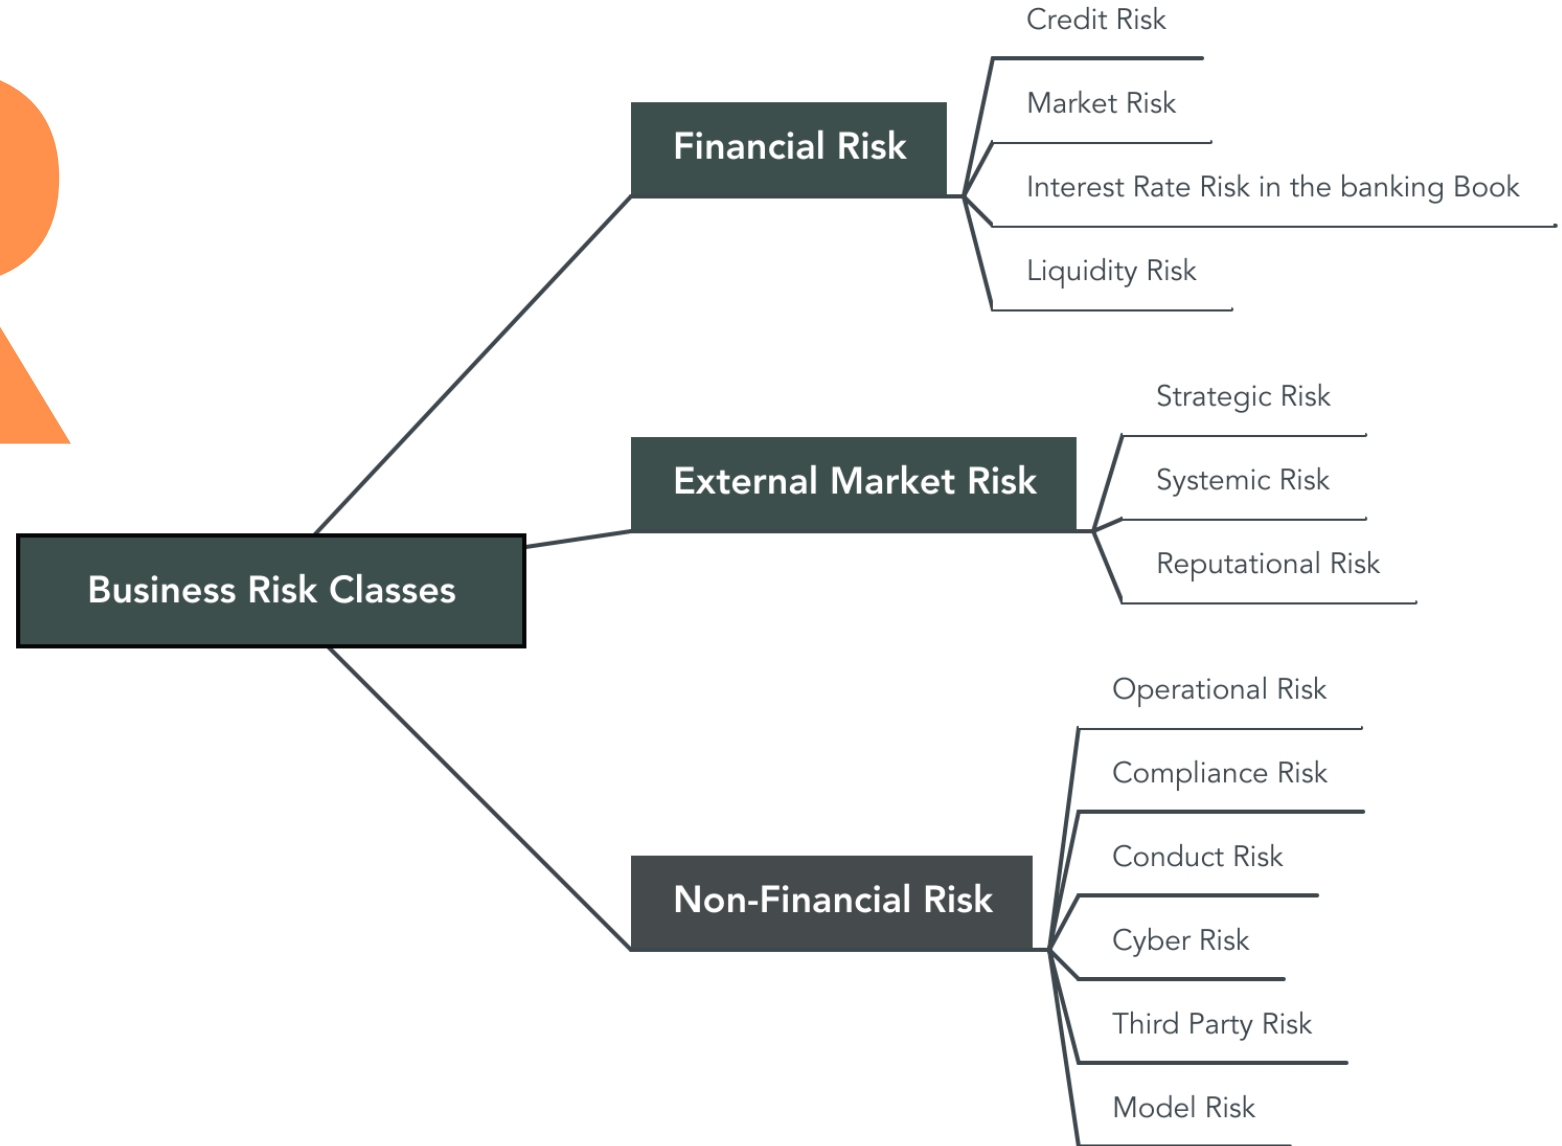 Credit Risk
Market Risk
Financial Risk
Interest Rate Risk in the banking Book
Liquidity Risk
Strategic Risk
External Market Risk
Systemic Risk
Reputational Risk
Business Risk Classes
Operational Risk
Compliance Risk
Conduct Risk
Non-Financial Risk
Cyber Risk
Third Party Risk
Model Risk